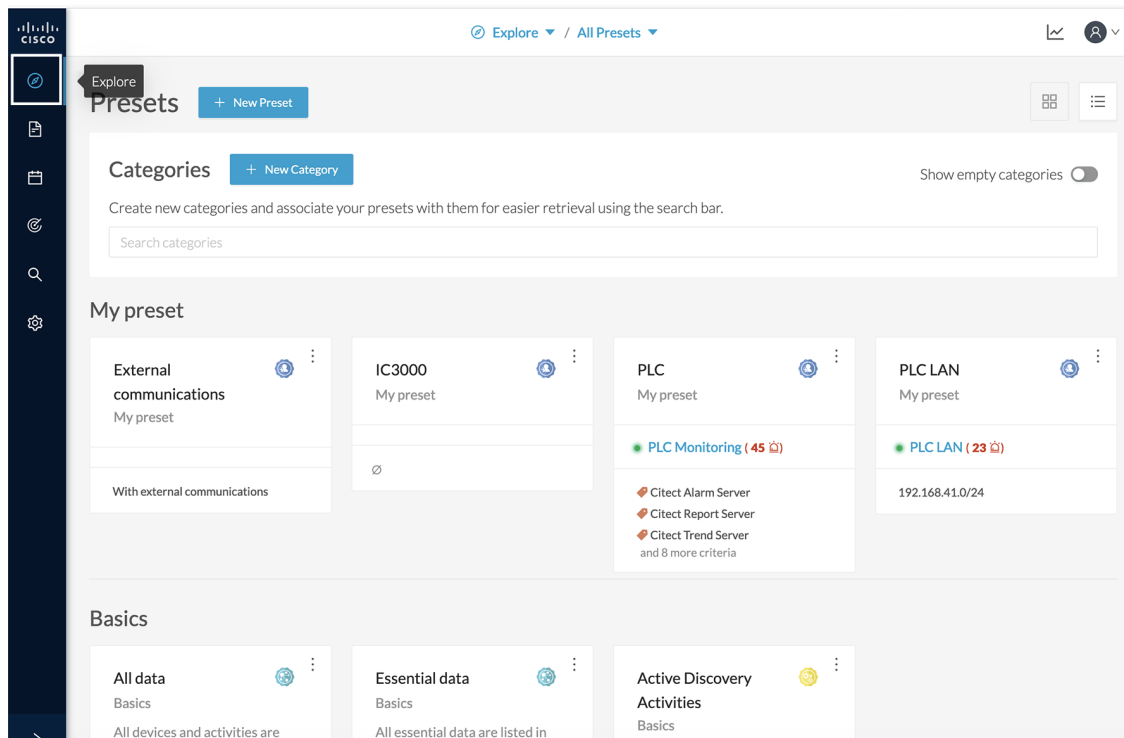 CISCO
Explore / All Presets
Explore
Presets
+ New Preset
Categories
+ New Category
Show empty categories
Create new categories and associate your presets with them for easier retrieval using the search bar.
Search categories
My preset
External
communications
My preset
With external communications
IC3000
My preset
PLC
My preset
PLC Monitoring ( 45 )
Citect Alarm Server
Citect Report Server
Citect Trend Server
and 8 more criteria
PLC LAN
My preset
PLC LAN ( 23 )
192.168.41.0/24
Basics
All data
Basics
All devices and activities are
Essential data
Basics
All essential data are listed in
Active Discovery
Activities
Basics